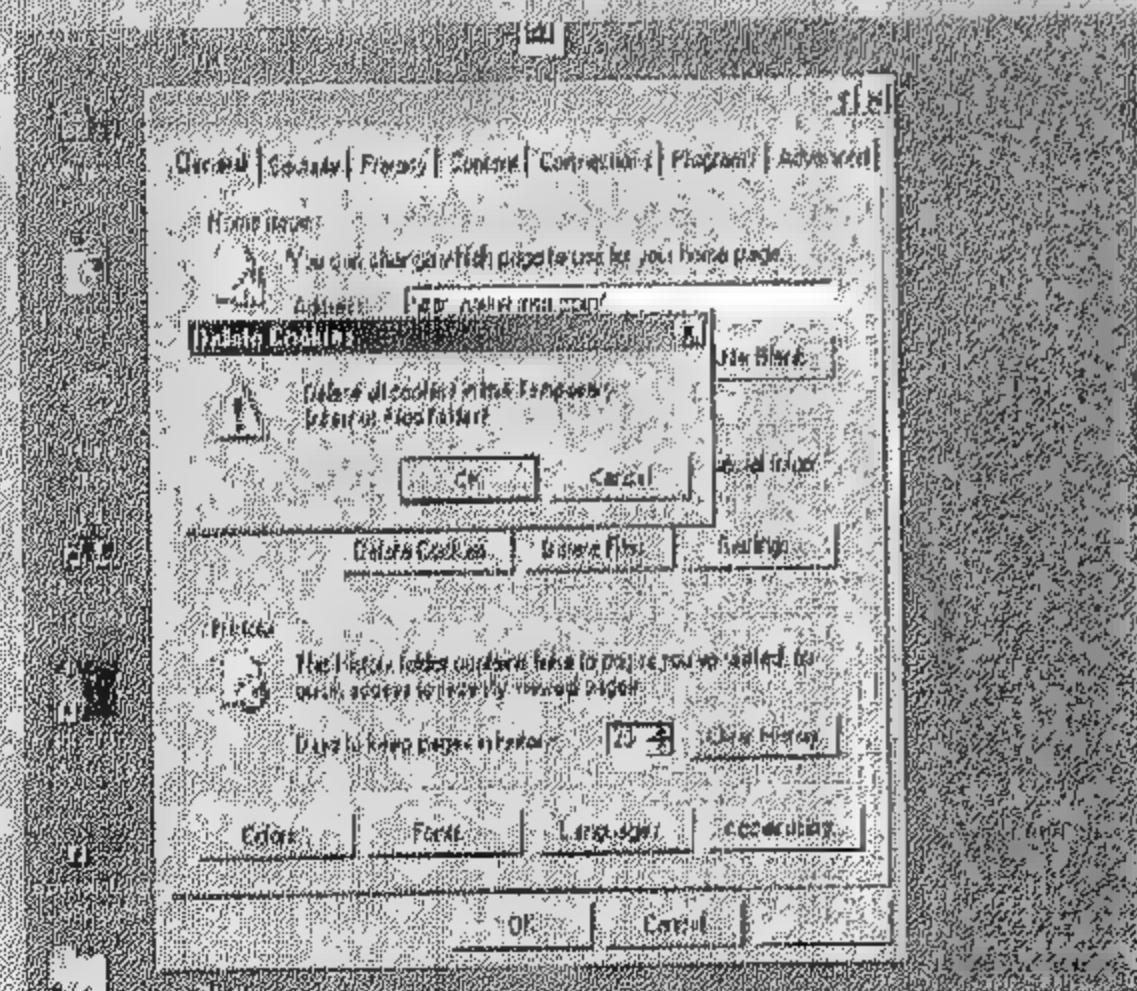 General Security Privacy Content Connections Programs Advanced
Home page
You can change which page to use for your home page.
Address:
Delete Cookies
Use Blank
Delete all cookies in the Temporary
Internet Files folder?
OK Cancel
Delete Cookies... Delete Files... Settings...
History
The History folder contains links to pages you've visited, for
quick access to recently viewed pages.
Days to keep pages in history: 20 Clear History
Colors... Fonts... Languages... Accessibility...
OK Cancel